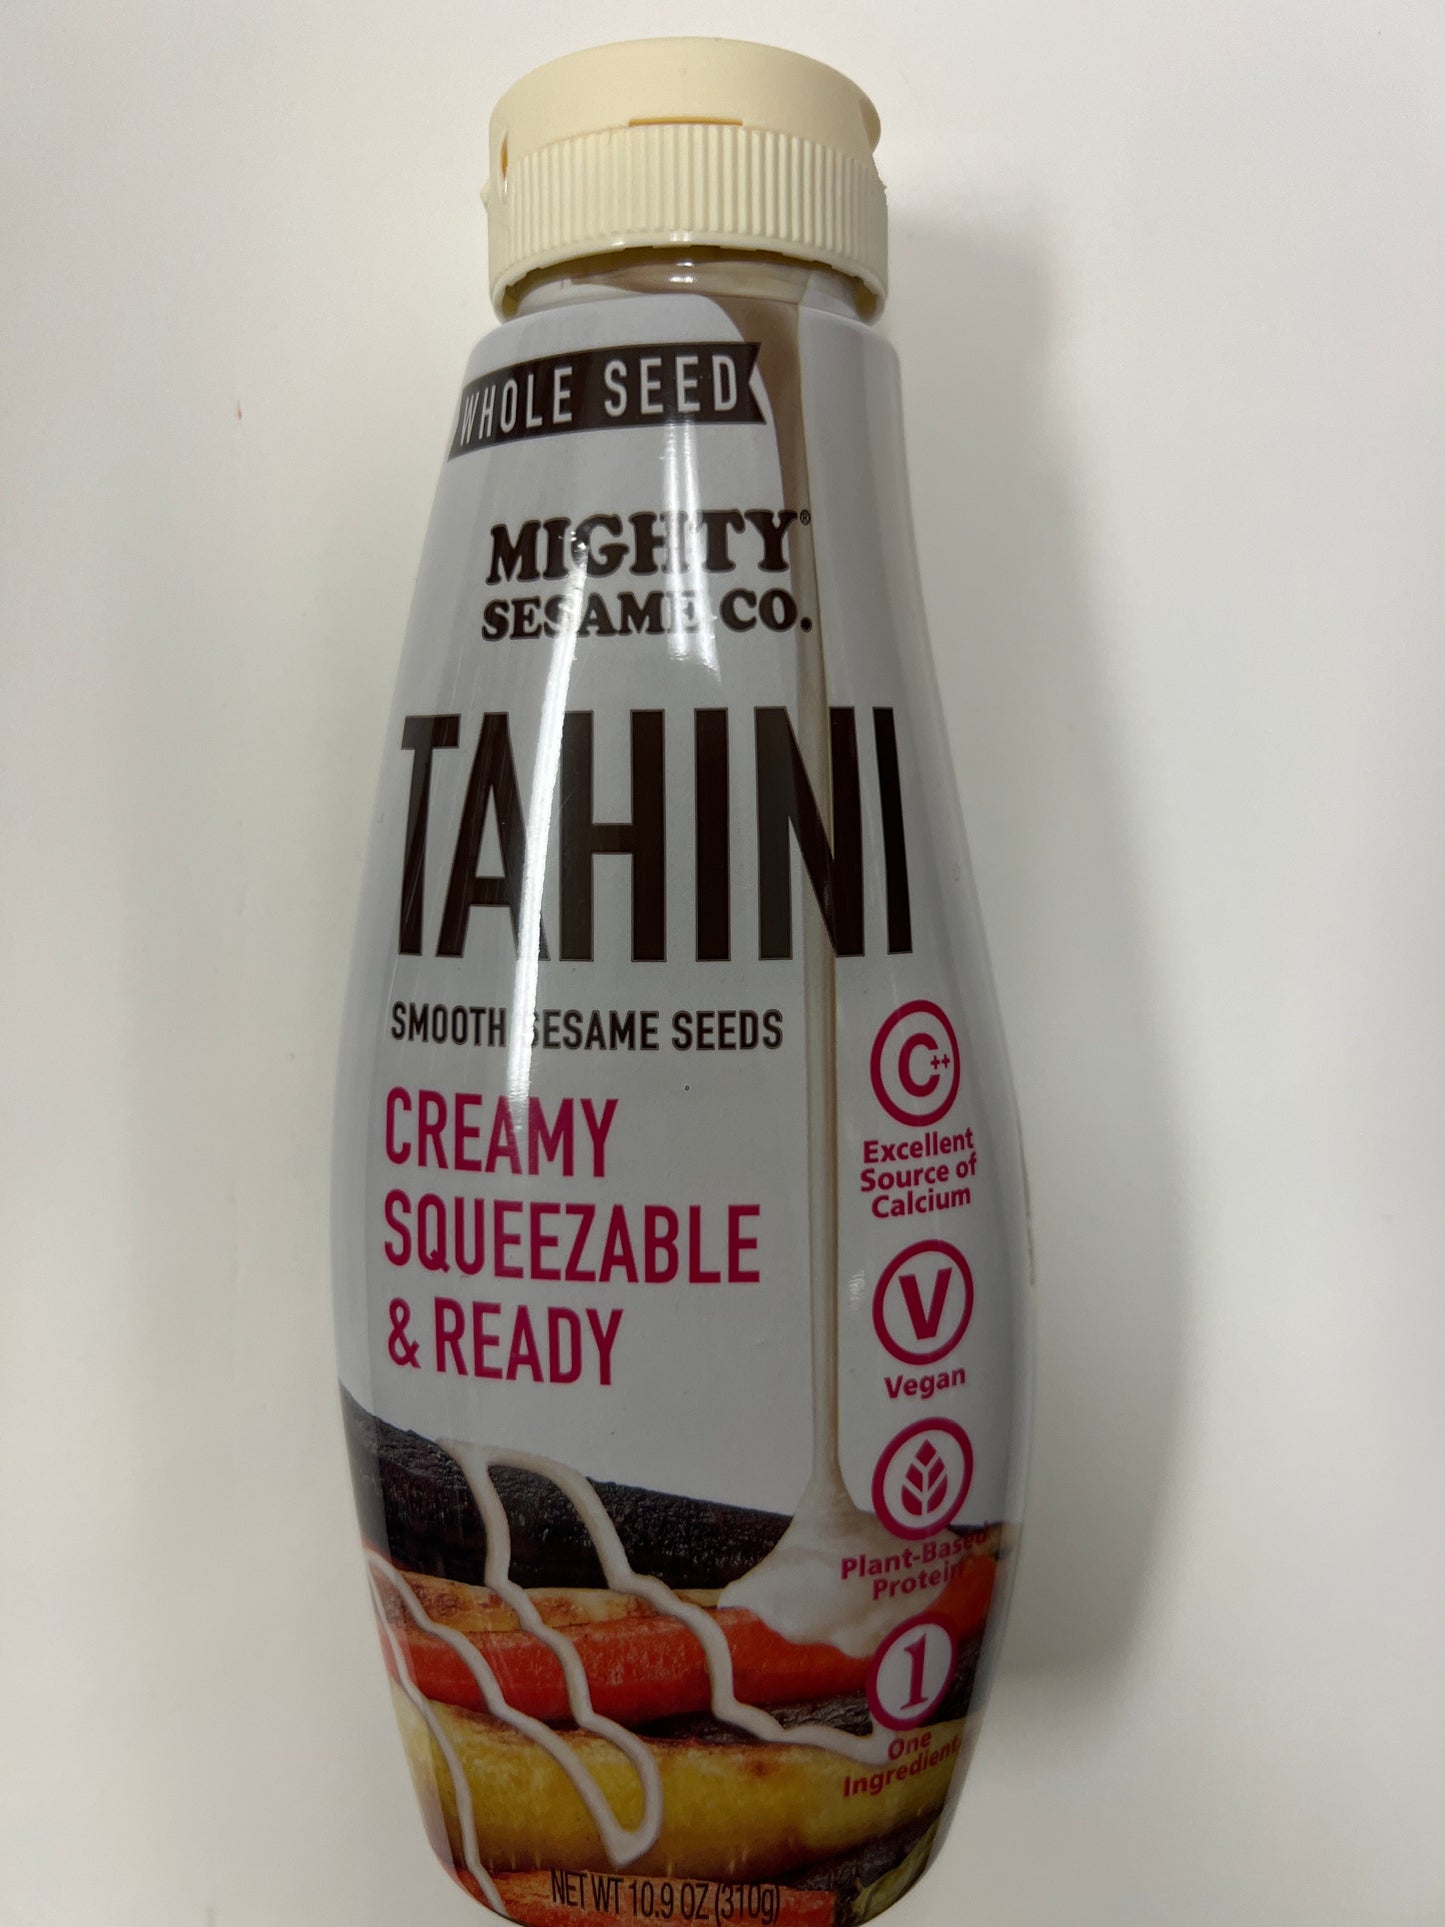 WHOLE SEED
MIGHTY®
SESAME CO.
TAHINI
SMOOTH SESAME SEEDS
CREAMY
SQUEEZABLE
& READY
C++
Excellent
Source of
Calcium
V
Vegan
Plant-Based
Protein
1
One
Ingredient
NET WT 10.9 OZ (310g)